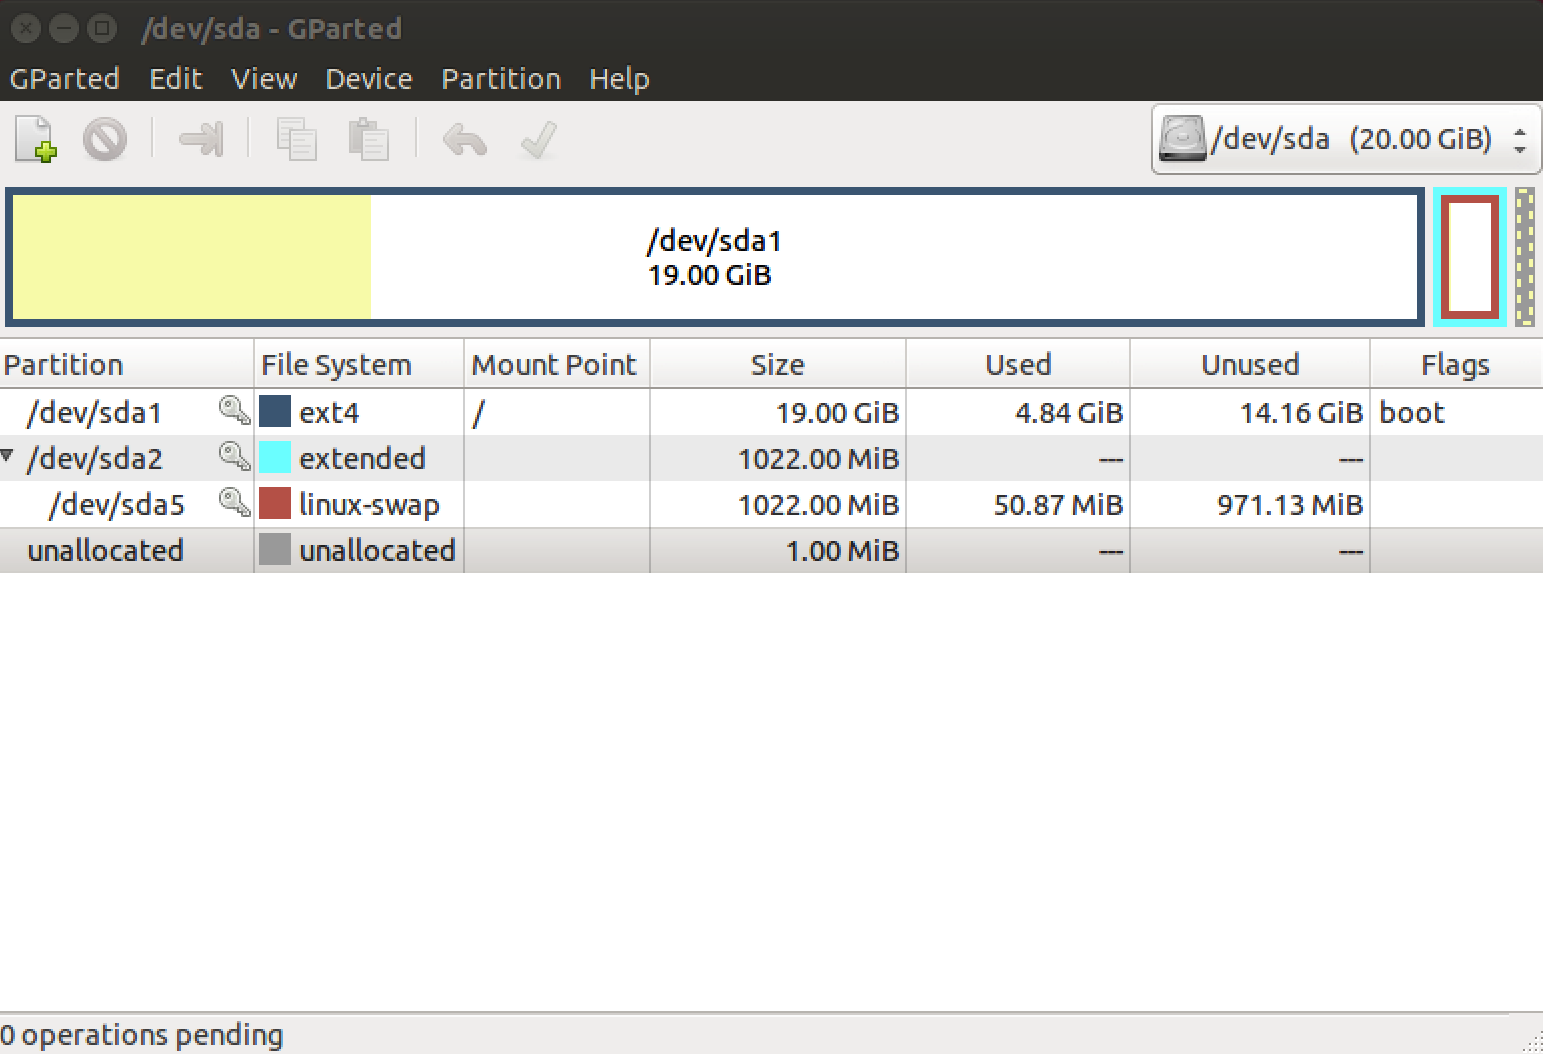 /dev/sda - GParted
GParted Edit View Device Partition Help
/dev/sda (20.00 GiB)
/dev/sda1
19.00 GiB
Partition File System Mount Point Size Used Unused Flags
/dev/sda1 ext4 / 19.00 GiB 4.84 GiB 14.16 GiB boot
/dev/sda2 extended 1022.00 MiB --- ---
/dev/sda5 linux-swap 1022.00 MiB 50.87 MiB 971.13 MiB
unallocated unallocated 1.00 MiB --- ---
0 operations pending